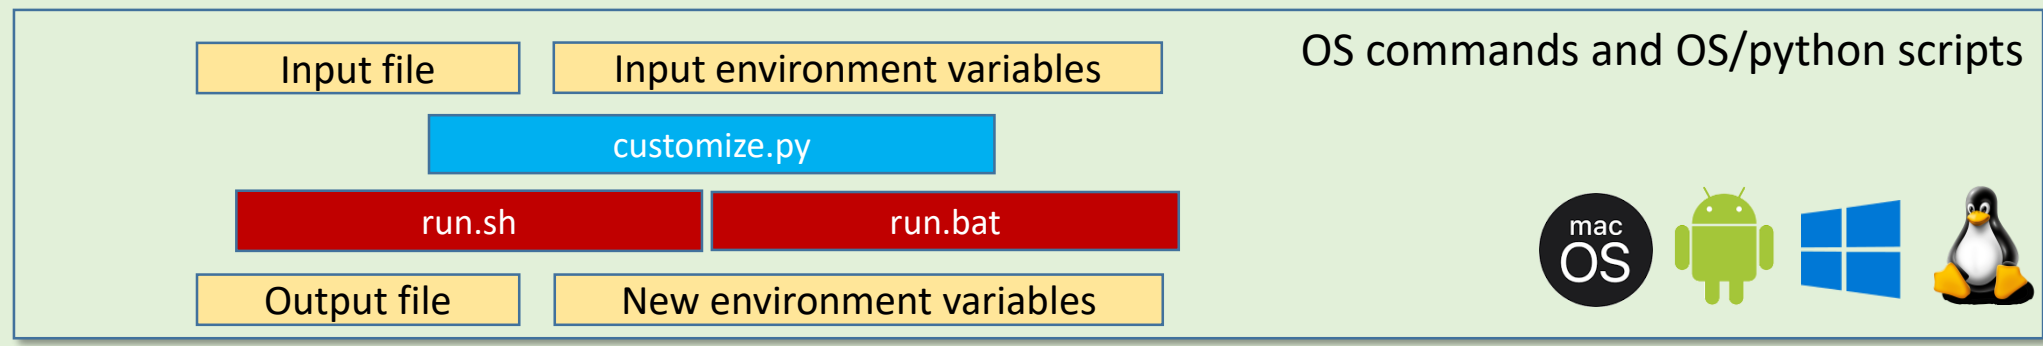 Input file
Input environment variables
OS commands and OS/python scripts
customize.py
run.sh
run.bat
mac
OS
Output file
New environment variables